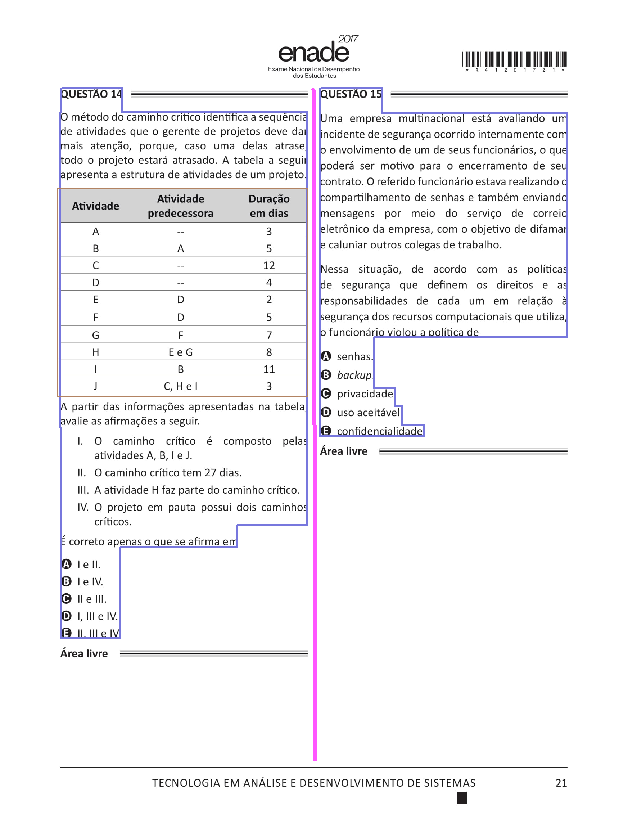 2017
enade
Exame Nacional de Desempenho
dos Estudantes
*R141201721*
QUESTÃO 14
O método do caminho crítico identifica a sequência
de atividades que o gerente de projetos deve dar
mais atenção, porque, caso uma delas atrase,
todo o projeto estará atrasado. A tabela a seguir
apresenta a estrutura de atividades de um projeto.
Atividade Atividade predecessora Duração em dias
A -- 3
B A 5
C -- 12
D -- 4
E D 2
F D 5
G F 7
H E e G 8
I B 11
J C, H e I 3
A partir das informações apresentadas na tabela,
avalie as afirmações a seguir.
I. O caminho crítico é composto pelas
atividades A, B, I e J.
II. O caminho crítico tem 27 dias.
III. A atividade H faz parte do caminho crítico.
IV. O projeto em pauta possui dois caminhos
críticos.
É correto apenas o que se afirma em
A I e II.
B I e IV.
C II e III.
D I, III e IV.
E II, III e IV.
Área livre
QUESTÃO 15
Uma empresa multinacional está avaliando um
incidente de segurança ocorrido internamente com
o envolvimento de um de seus funcionários, o que
poderá ser motivo para o encerramento de seu
contrato. O referido funcionário estava realizando o
compartilhamento de senhas e também enviando
mensagens por meio do serviço de correio
eletrônico da empresa, com o objetivo de difamar
e caluniar outros colegas de trabalho.
Nessa situação, de acordo com as políticas
de segurança que definem os direitos e as
responsabilidades de cada um em relação à
segurança dos recursos computacionais que utiliza,
o funcionário violou a política de
A senhas.
B backup.
C privacidade.
D uso aceitável.
E confidencialidade.
Área livre
TECNOLOGIA EM ANÁLISE E DESENVOLVIMENTO DE SISTEMAS
21